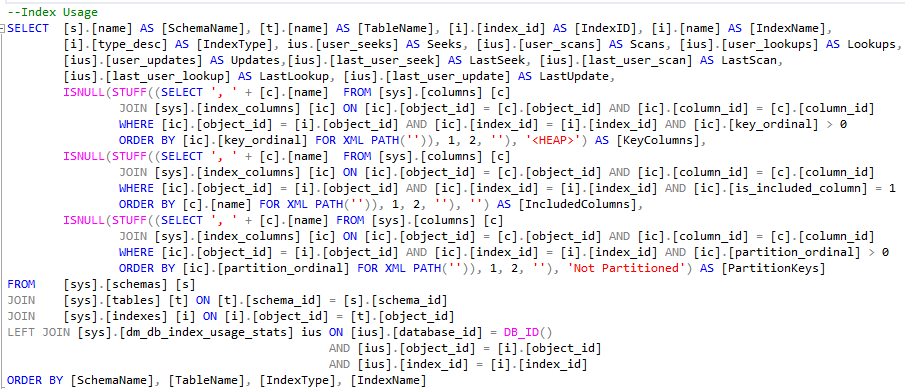 --Index Usage
SELECT [s].[name] AS [SchemaName], [t].[name] AS [TableName], [i].[index_id] AS [IndexID], [i].[name] AS [IndexName],
[i].[type_desc] AS [IndexType], ius.[user_seeks] AS Seeks, [ius].[user_scans] AS Scans, [ius].[user_lookups] AS Lookups,
[ius].[user_updates] AS Updates,[ius].[last_user_seek] AS LastSeek, [ius].[last_user_scan] AS LastScan,
[ius].[last_user_lookup] AS LastLookup, [ius].[last_user_update] AS LastUpdate,
ISNULL(STUFF((SELECT ', ' + [c].[name]  FROM [sys].[columns] [c]
JOIN [sys].[index_columns] [ic] ON [ic].[object_id] = [c].[object_id] AND [ic].[column_id] = [c].[column_id]
WHERE [ic].[object_id] = [i].[object_id] AND [ic].[index_id] = [i].[index_id] AND [ic].[key_ordinal] > 0
ORDER BY [ic].[key_ordinal] FOR XML PATH('')), 1, 2, ''), '<HEAP>') AS [KeyColumns],
ISNULL(STUFF((SELECT ', ' + [c].[name]  FROM [sys].[columns] [c]
JOIN [sys].[index_columns] [ic] ON [ic].[object_id] = [c].[object_id] AND [ic].[column_id] = [c].[column_id]
WHERE [ic].[object_id] = [i].[object_id] AND [ic].[index_id] = [i].[index_id] AND [ic].[is_included_column] = 1
ORDER BY [c].[name] FOR XML PATH('')), 1, 2, ''), '') AS [IncludedColumns],
ISNULL(STUFF((SELECT ', ' + [c].[name] FROM [sys].[columns] [c]
JOIN [sys].[index_columns] [ic] ON [ic].[object_id] = [c].[object_id] AND [ic].[column_id] = [c].[column_id]
WHERE [ic].[object_id] = [i].[object_id] AND [ic].[index_id] = [i].[index_id] AND [ic].[partition_ordinal] > 0
ORDER BY [ic].[partition_ordinal] FOR XML PATH('')), 1, 2, ''), 'Not Partitioned') AS [PartitionKeys]
FROM [sys].[schemas] [s]
JOIN [sys].[tables] [t] ON [t].[schema_id] = [s].[schema_id]
JOIN [sys].[indexes] [i] ON [i].[object_id] = [t].[object_id]
LEFT JOIN [sys].[dm_db_index_usage_stats] ius ON [ius].[database_id] = DB_ID()
AND [ius].[object_id] = [i].[object_id]
AND [ius].[index_id] = [i].[index_id]
ORDER BY [SchemaName], [TableName], [IndexType], [IndexName]